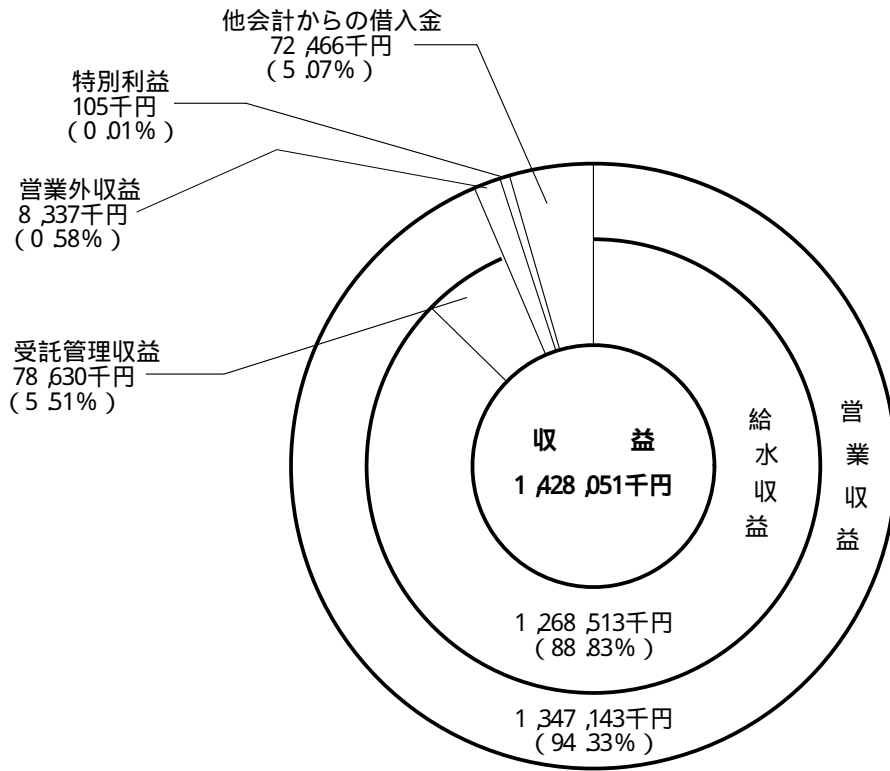 他会計からの借入金
72,466千円
(5.07%)
特別利益
105千円
(0.01%)
営業外収益
8,337千円
(0.58%)
受託管理収益
78,630千円
(5.51%)
収益
1,428,051千円
給水収益
営業収益
1,268,513千円
(88.83%)
1,347,143千円
(94.33%)